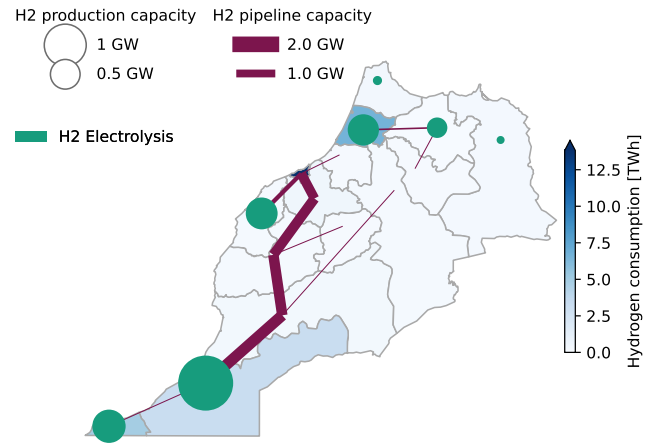 H2 production capacity
1 GW
0.5 GW
H2 pipeline capacity
2.0 GW
1.0 GW
H2 Electrolysis
12.5
10.0
7.5
5.0
2.5
0.0
Hydrogen consumption [TWh]